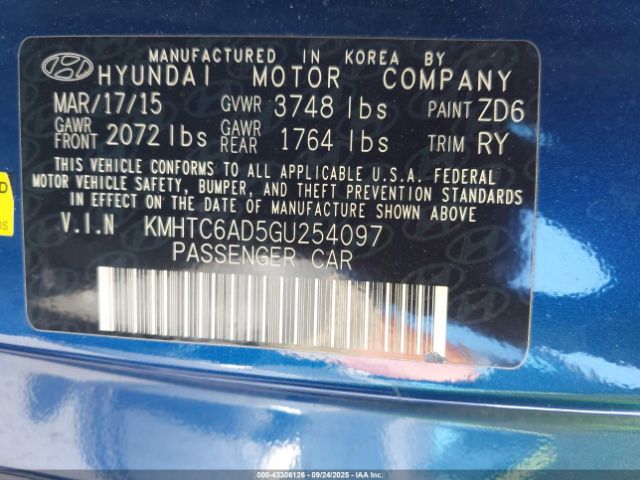 MANUFACTURED IN KOREA BY
HYUNDAI MOTOR COMPANY
MAR/17/15 GVWR 3748 lbs PAINT ZD6
GAWR FRONT 2072 lbs GAWR REAR 1764 lbs TRIM RY
THIS VEHICLE CONFORMS TO ALL APPLICABLE U.S.A. FEDERAL
MOTOR VEHICLE SAFETY, BUMPER, AND THEFT PREVENTION STANDARDS
IN EFFECT ON THE DATE OF MANUFACTURE SHOWN ABOVE.
V.I.N KMHTC6AD5GU254097
PASSENGER CAR
000-43306126 - 09/24/2025 - COPART.COM